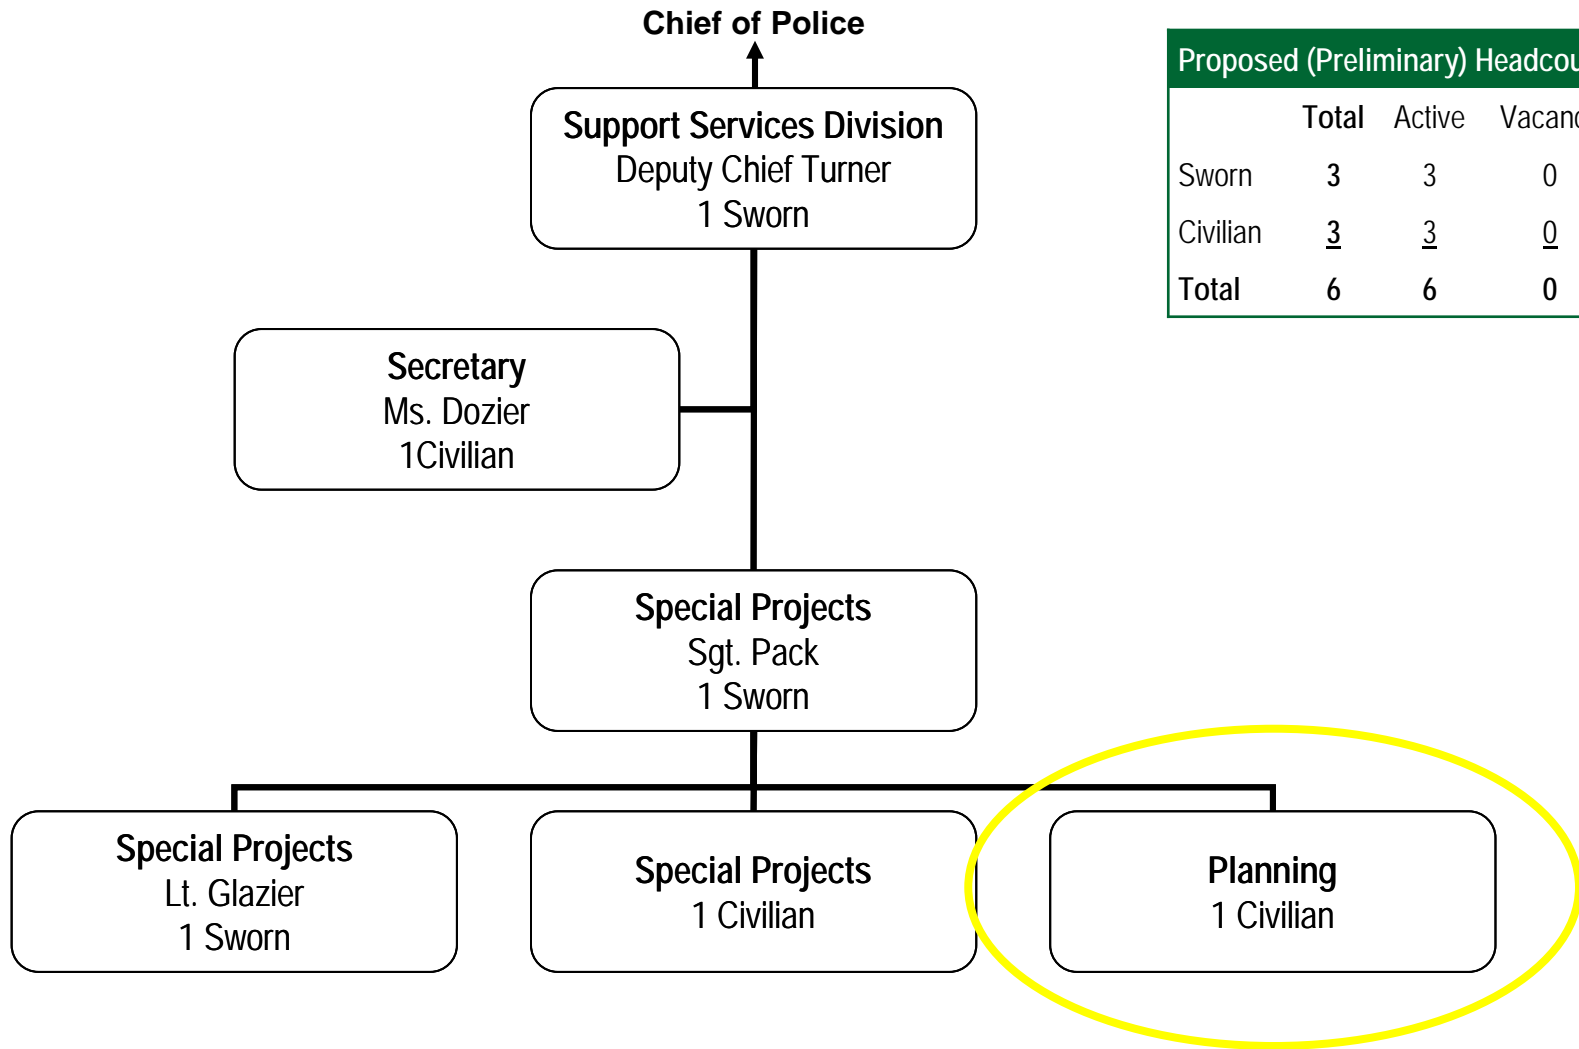 Chief of Police
Support Services Division
Deputy Chief Turner
1 Sworn
Proposed (Preliminary) Headcou
Total Active Vacanc
Sworn 3 3 0
Civilian 3 3 0
Total 6 6 0
Secretary
Ms. Dozier
1Civilian
Special Projects
Sgt. Pack
1 Sworn
Special Projects
Lt. Glazier
1 Sworn
Special Projects
1 Civilian
Planning
1 Civilian